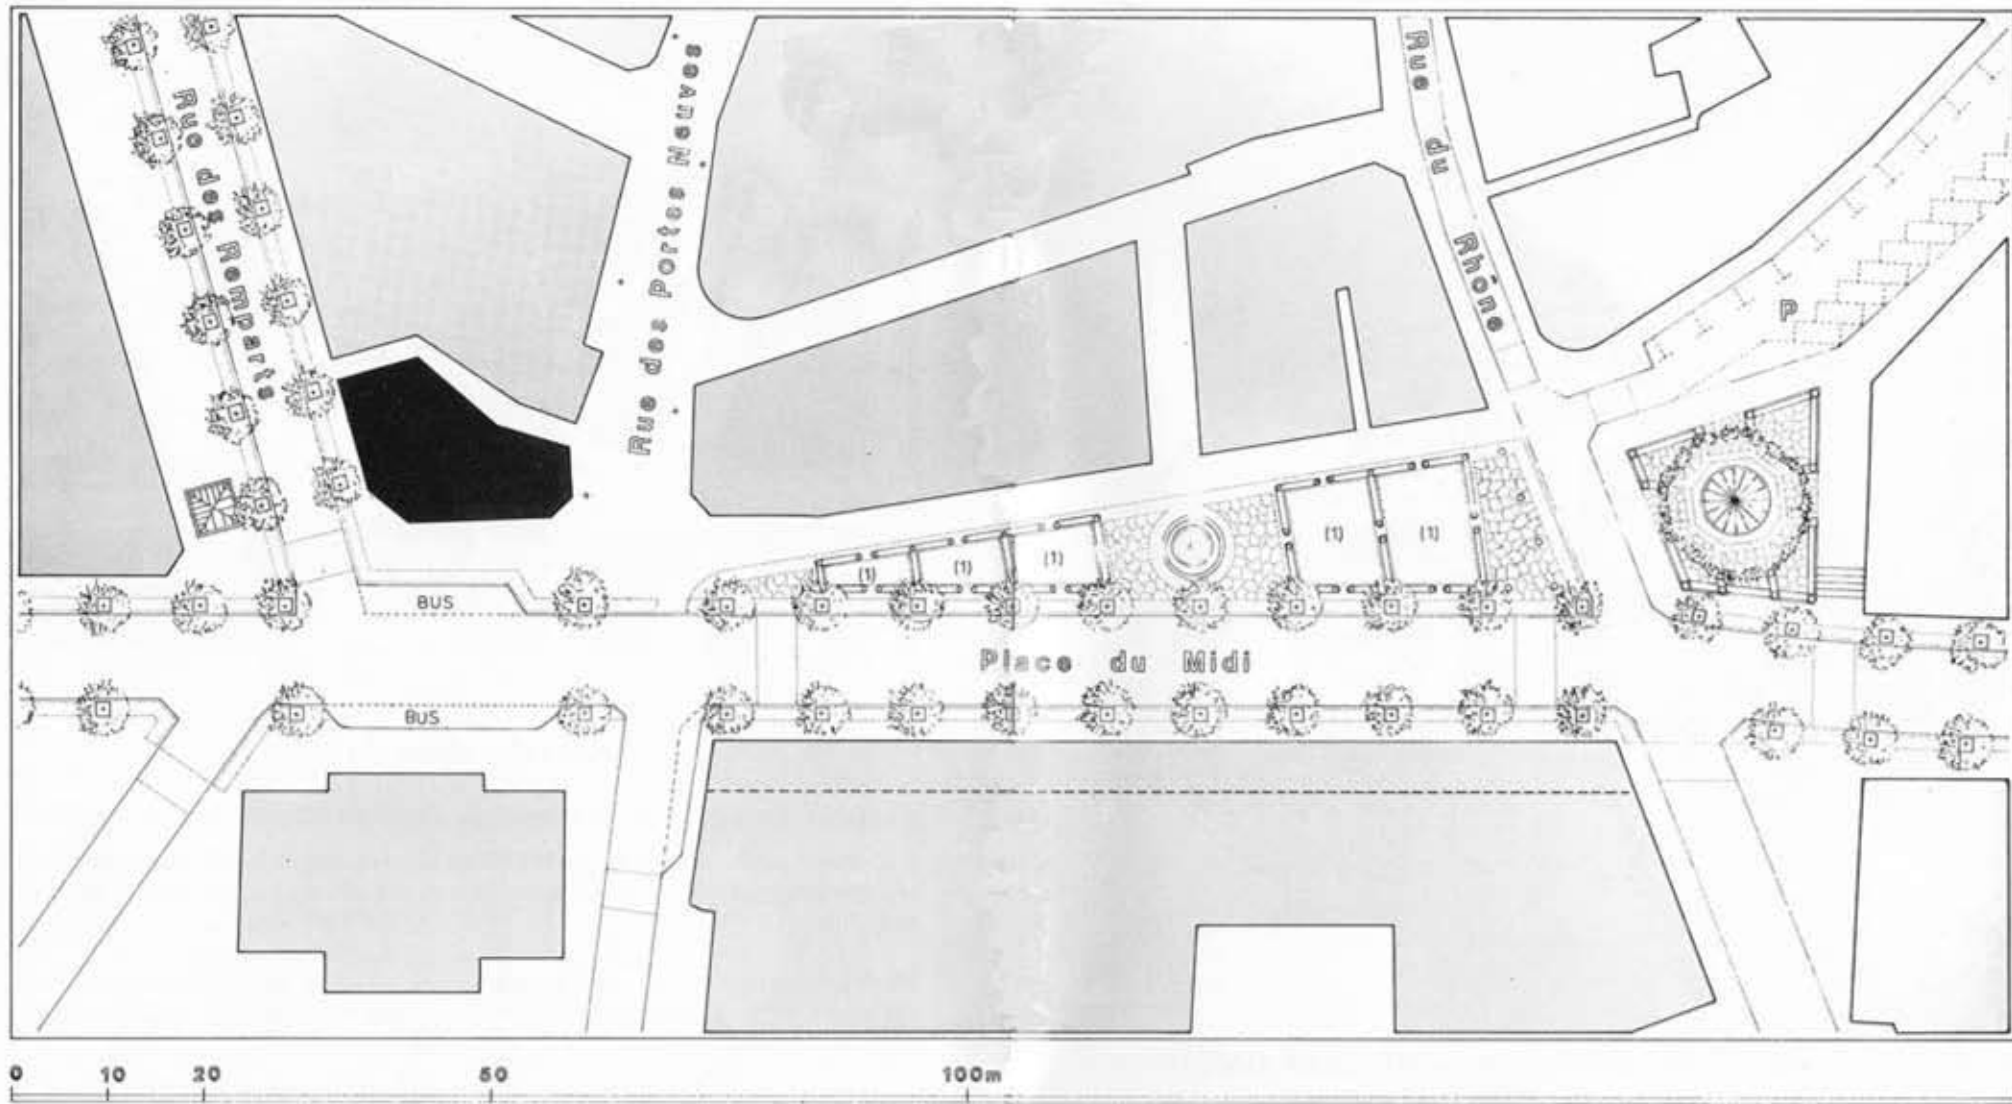 Rue des Remparts
Rue des Portes Neuves
Rue du Rhône
P
(1)
(1)
(1)
(1)
(1)
BUS
Place du Midi
BUS
0 10 20 50 100m